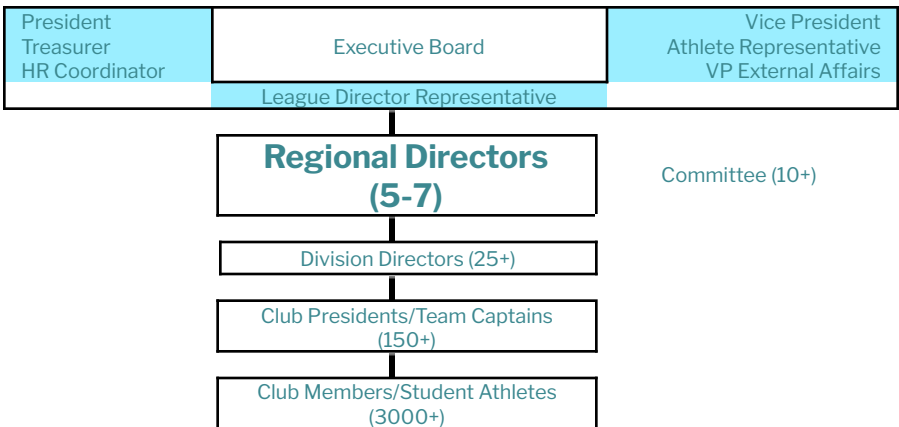 President
Treasurer
HR Coordinator
Executive Board
Vice President
Athlete Representative
VP External Affairs
League Director Representative
Regional Directors
(5-7)
Committee (10+)
Division Directors (25+)
Club Presidents/Team Captains
(150+)
Club Members/Student Athletes
(3000+)